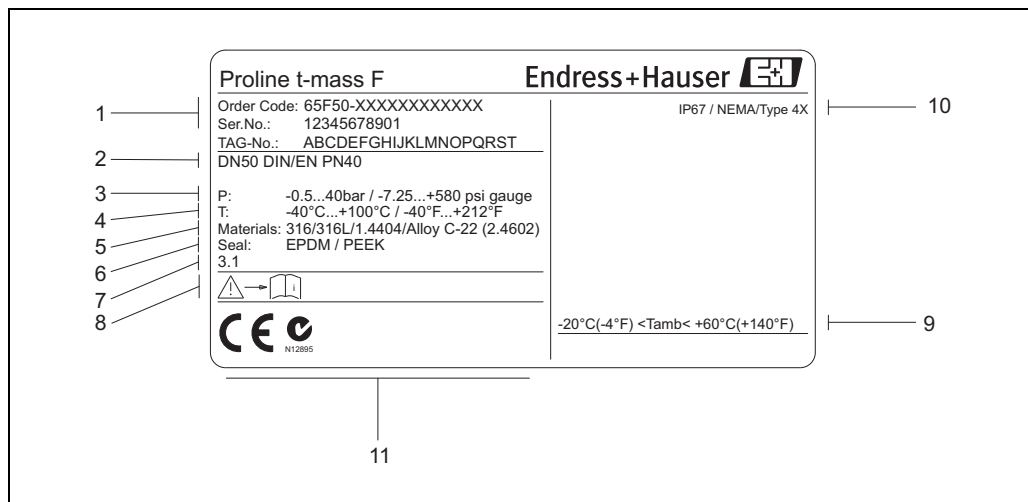 Proline t-mass F
Endress+Hauser
Order Code: 65F50-XXXXXXXXXXXX
Ser.No.: 12345678901
TAG-No.: ABCDEFGHIJKLMNOPQRST
DN50 DIN/EN PN40
P: -0.5...40bar / -7.25...+580 psi gauge
T: -40°C...+100°C / -40°F...+212°F
Materials: 316/316L/1.4404/Alloy C-22 (2.4602)
Seal: EPDM / PEEK
3.1
i
N12895
IP67 / NEMA/Type 4X
-20°C(-4°F) <Tamb< +60°C(+140°F)
1
2
3
4
5
6
7
8
10
9
11